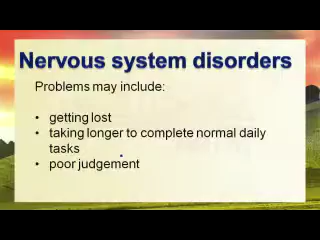 Nervous system disorders
Problems may include:
• getting lost
• taking longer to complete normal daily
tasks
• poor judgement